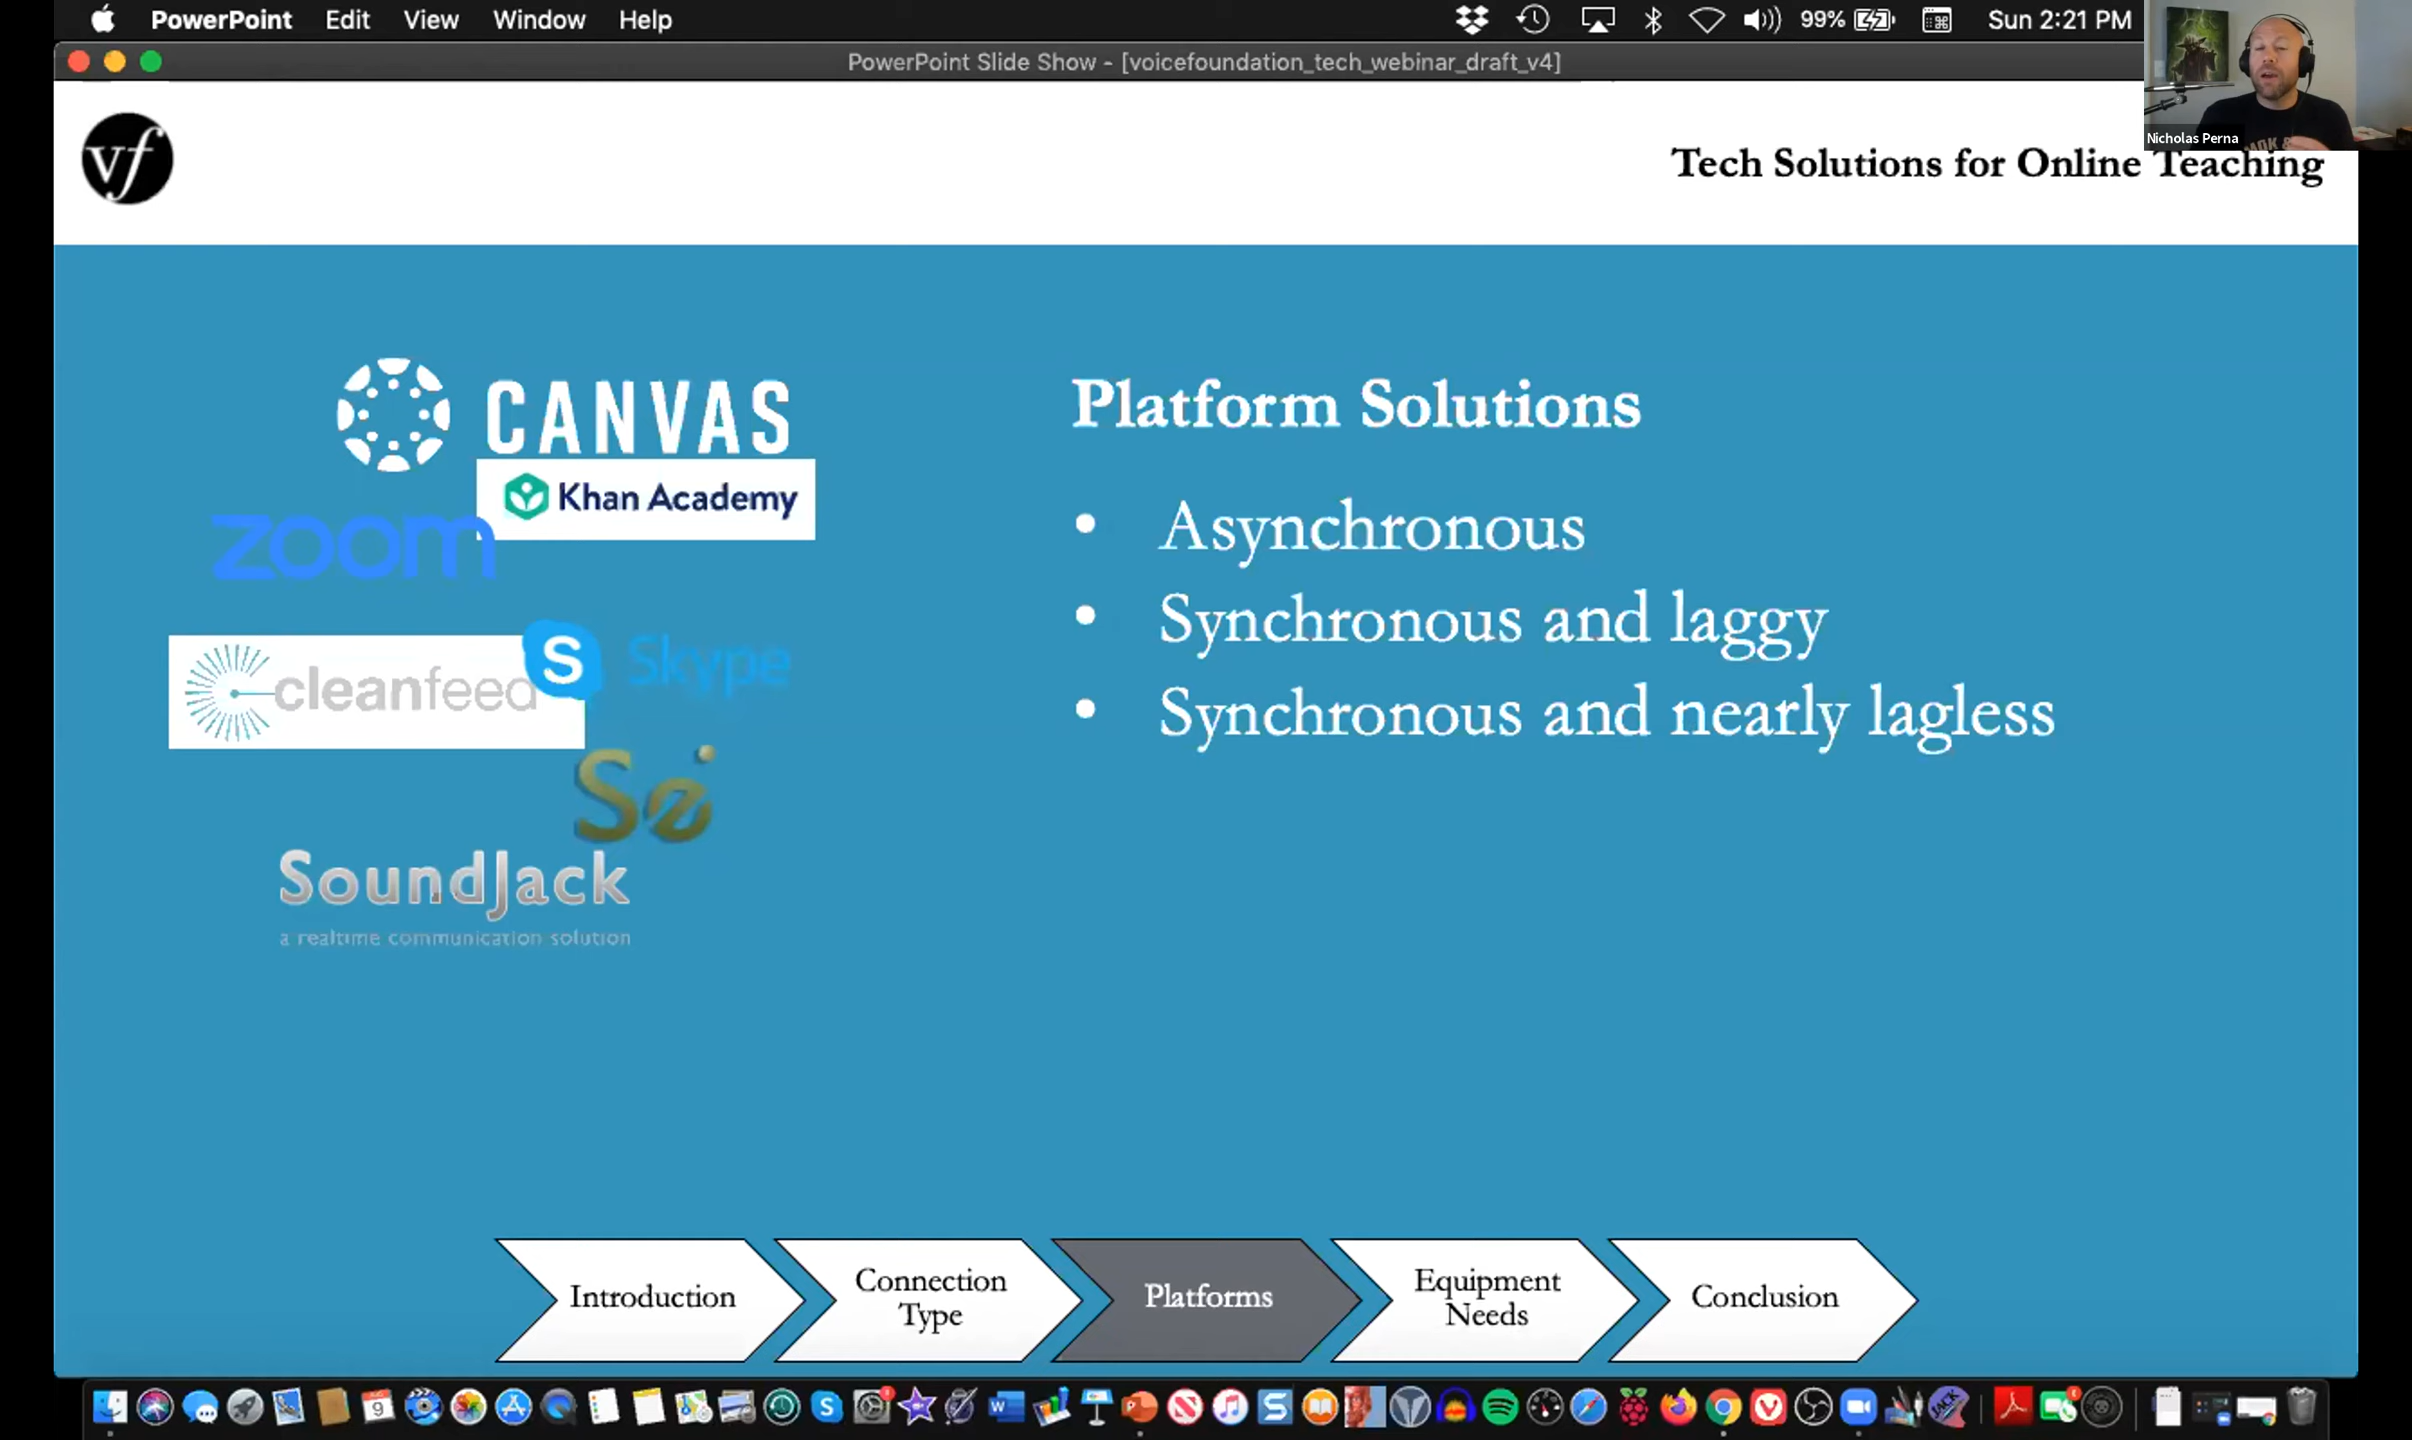 PowerPoint Edit View Window Help 99% Sun 2:21 PM
PowerPoint Slide Show - [voicefoundation_tech_webinar_draft_v4]
Nicholas Perna
vf
Tech Solutions for Online Teaching
CANVAS
Khan Academy
zoom
cleanfeed
S Skype
SoundJack
a realtime communication solution
Platform Solutions
• Asynchronous
• Synchronous and laggy
• Synchronous and nearly lagless
Introduction
Connection
Type
Platforms
Equipment
Needs
Conclusion